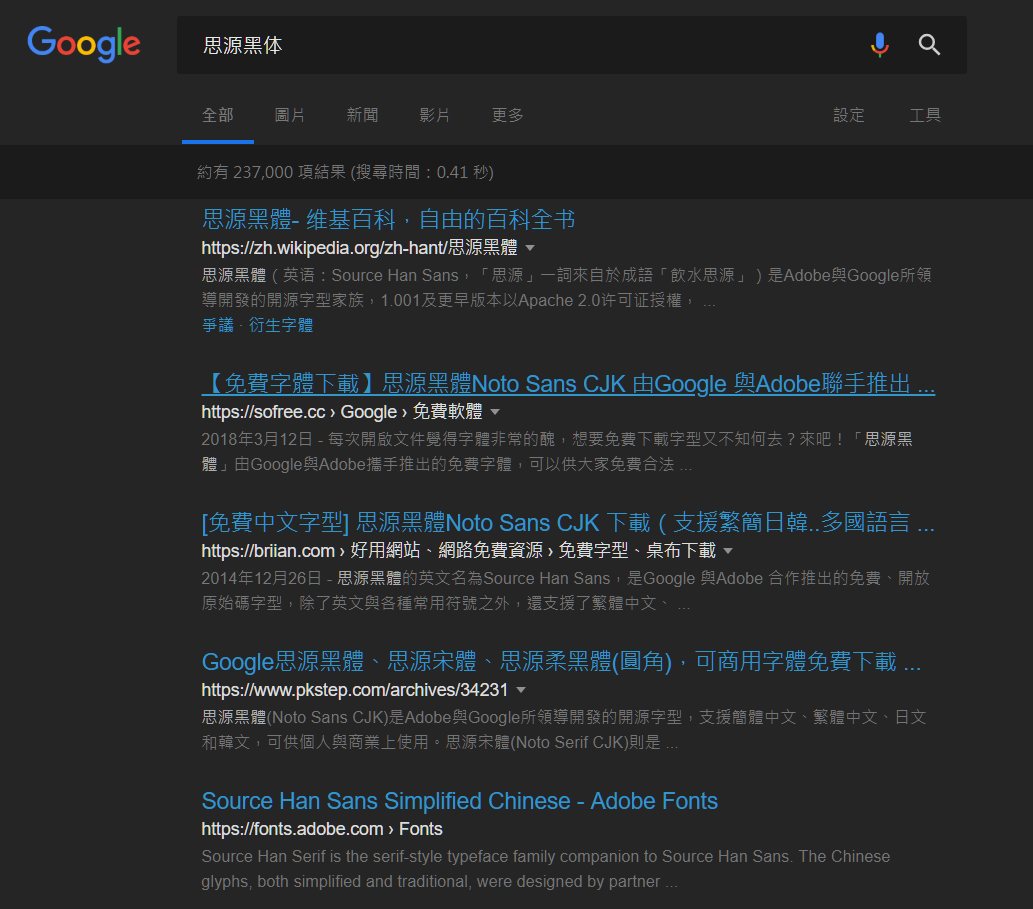 Google
思源黑体
全部 圖片 新聞 影片 更多 設定 工具
約有 237,000 項結果 (搜尋時間：0.41 秒)
思源黑體- 维基百科，自由的百科全书
https://zh.wikipedia.org/zh-hant/思源黑體
思源黑體（英语：Source Han Sans，「思源」一詞來自於成語「飲水思源」）是Adobe與Google所領
導開發的開源字型家族，1.001及更早版本以Apache 2.0许可证授權， ...
爭議 · 衍生字體
【免費字體下載】思源黑體Noto Sans CJK 由Google 與Adobe聯手推出 ...
https://sofree.cc › Google › 免費軟體
2018年3月12日 - 每次開啟文件覺得字體非常的醜，想要免費下載字型又不知何去？來吧！「思源黑
體」由Google與Adobe攜手推出的免費字體，可以供大家免費合法 ...
[免費中文字型] 思源黑體Noto Sans CJK 下載（支援繁簡日韓..多國語言 ...
https://briian.com › 好用網站、網路免費資源 › 免費字型、桌布下載
2014年12月26日 - 思源黑體的英文名為Source Han Sans，是Google 與Adobe 合作推出的免費、開放
原始碼字型，除了英文與各種常用符號之外，還支援了繁體中文、 ...
Google思源黑體、思源宋體、思源柔黑體(圓角)，可商用字體免費下載 ...
https://www.pkstep.com/archives/34231
思源黑體(Noto Sans CJK)是Adobe與Google所領導開發的開源字型，支援簡體中文、繁體中文、日文
和韓文，可供個人與商業上使用。思源宋體(Noto Serif CJK)則是 ...
Source Han Sans Simplified Chinese - Adobe Fonts
https://fonts.adobe.com › Fonts
Source Han Serif is the serif-style typeface family companion to Source Han Sans. The Chinese
glyphs, both simplified and traditional, were designed by partner ...